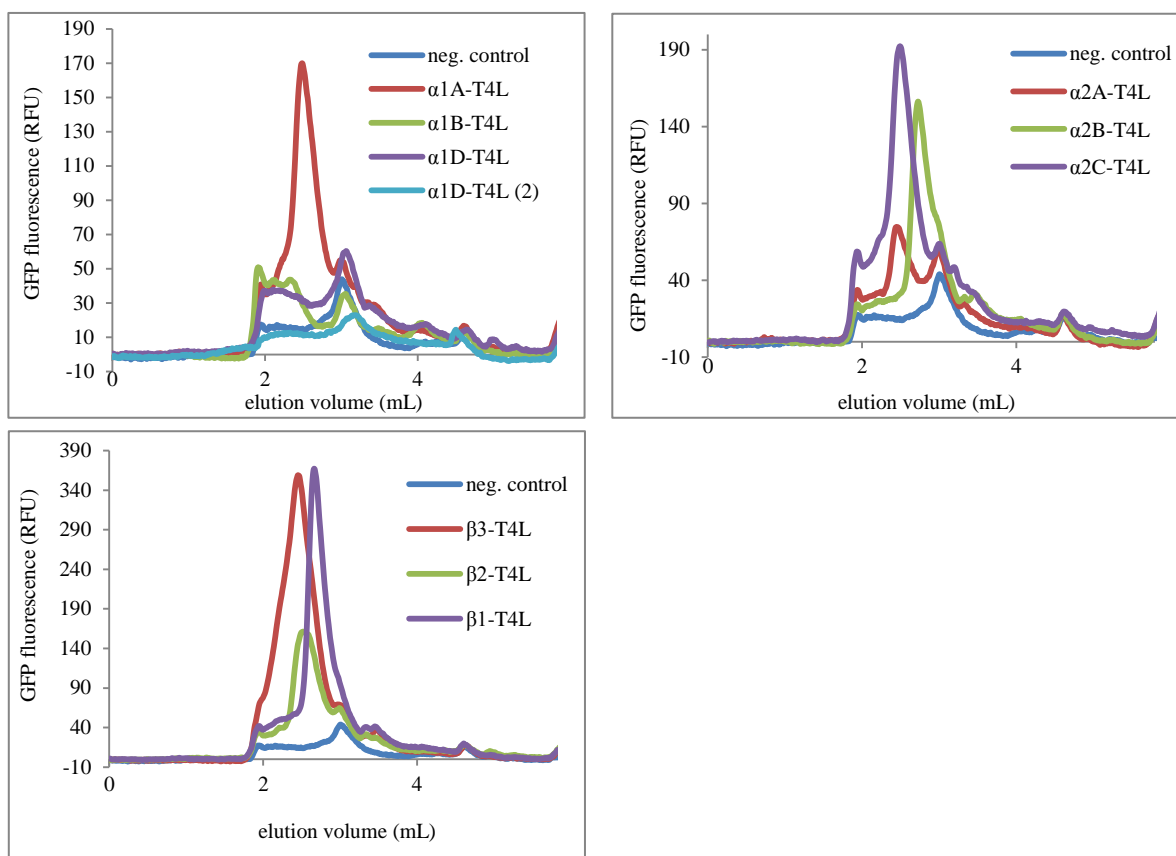 190
170
150
130
110
90
70
50
30
10
-10
0
2
4
GFP fluorescence (RFU)
elution volume (mL)
neg. control
α1A-T4L
α1B-T4L
α1D-T4L
α1D-T4L (2)
190
140
90
40
-10
0
2
4
GFP fluorescence (RFU)
elution volume (mL)
neg. control
α2A-T4L
α2B-T4L
α2C-T4L
390
340
290
240
190
140
90
40
-10
0
2
4
GFP fluorescence (RFU)
elution volume (mL)
neg. control
β3-T4L
β2-T4L
β1-T4L